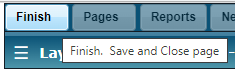 Finish Pages Reports Ne
Lay
Finish. Save and Close page